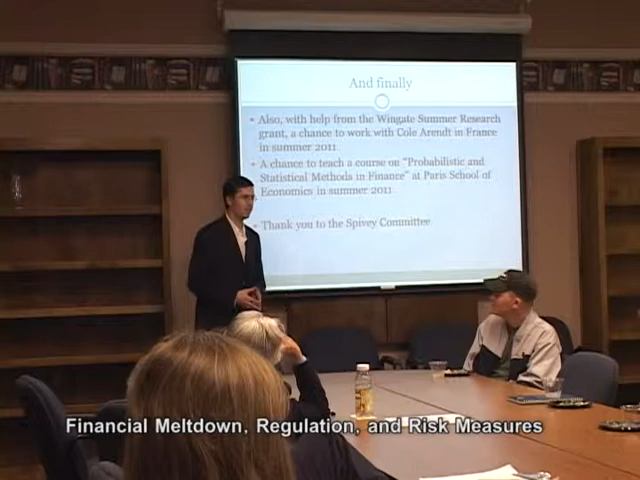 And finally
• Also, with help from the Wingate Summer Research
grant, a chance to work with Cole Arendt in France
in summer 2011.
• A chance to teach a course on "Probabilistic and
Statistical Methods in Finance" at Paris School of
Economics in summer 2011.
• Thank you to the Spivey Committee
Financial Meltdown, Regulation, and Risk Measures